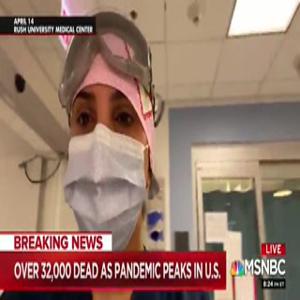 APRIL 14
RUSH UNIVERSITY MEDICAL CENTER
BREAKING NEWS
LIVE
OVER 32,000 DEAD AS PANDEMIC PEAKS IN U.S.
MSNBC
8:24 PM ET